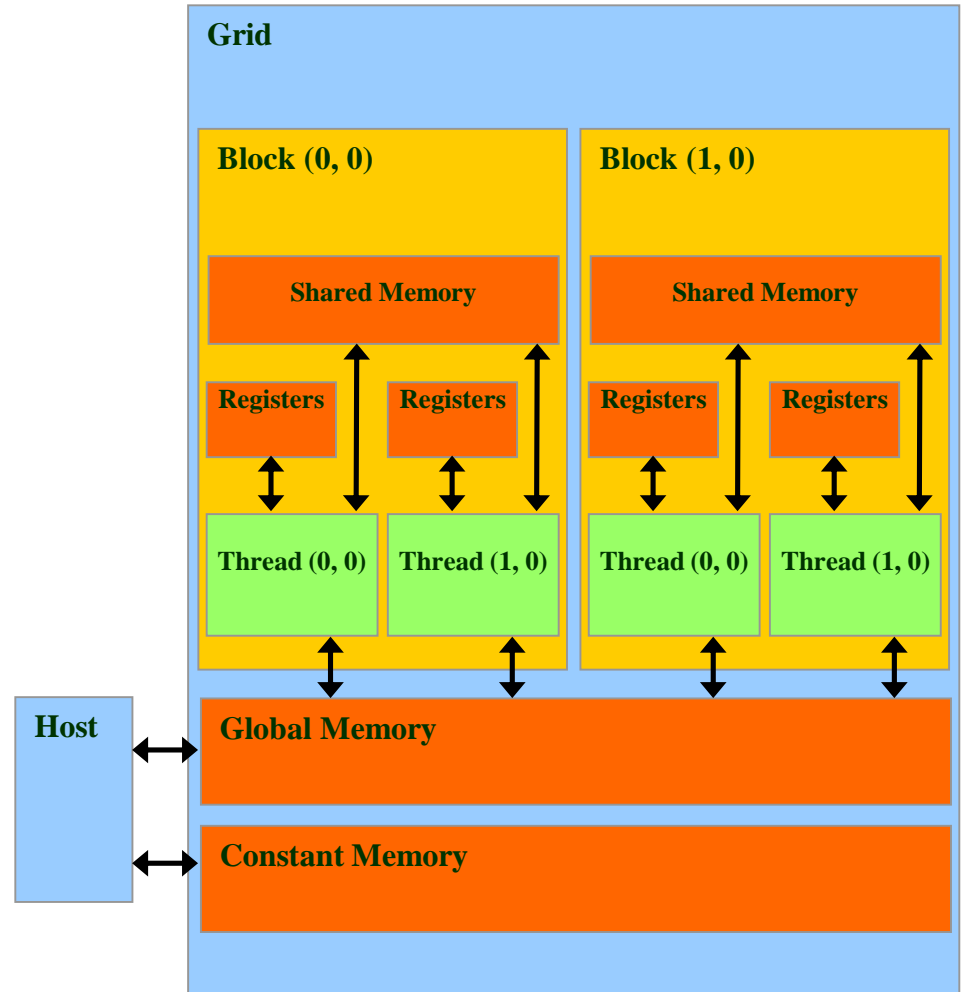 Grid
Block (0, 0)
Block (1, 0)
Shared Memory
Shared Memory
Registers
Registers
Registers
Registers
Thread (0, 0)
Thread (1, 0)
Thread (0, 0)
Thread (1, 0)
Host
Global Memory
Constant Memory